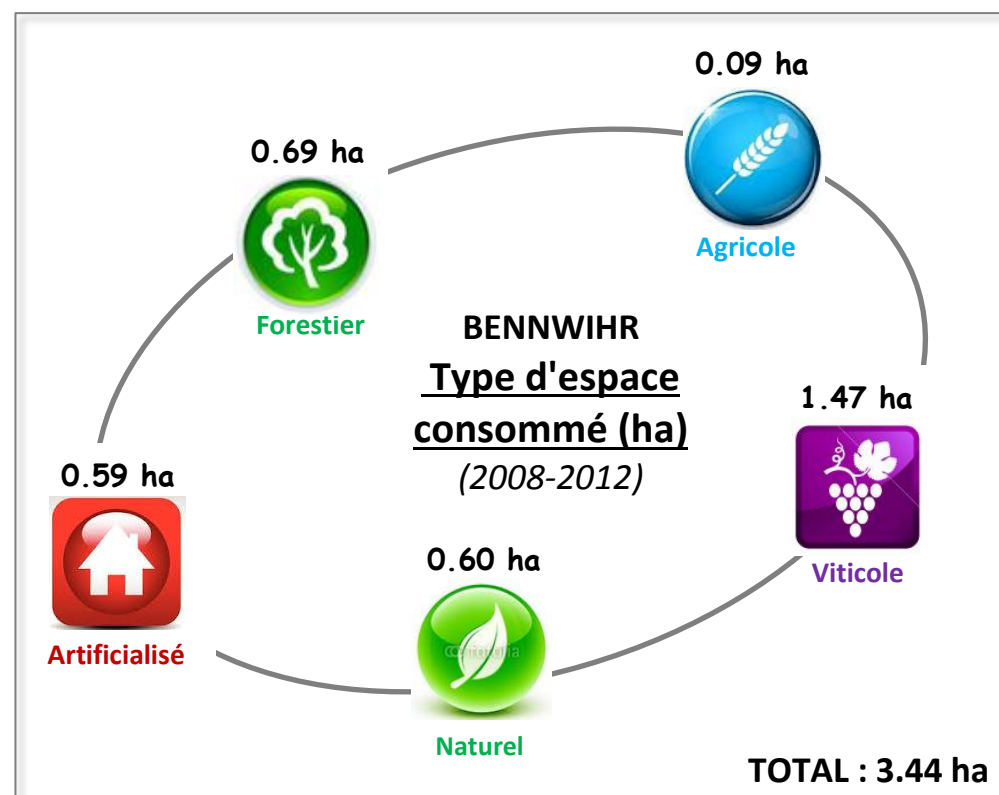 0.09 ha
0.69 ha
Agricole
Forestier
BENNWIHR
Type d'espace
consommé (ha)
(2008-2012)
1.47 ha
0.59 ha
0.60 ha
Viticole
Artificialisé
Naturel
TOTAL : 3.44 ha